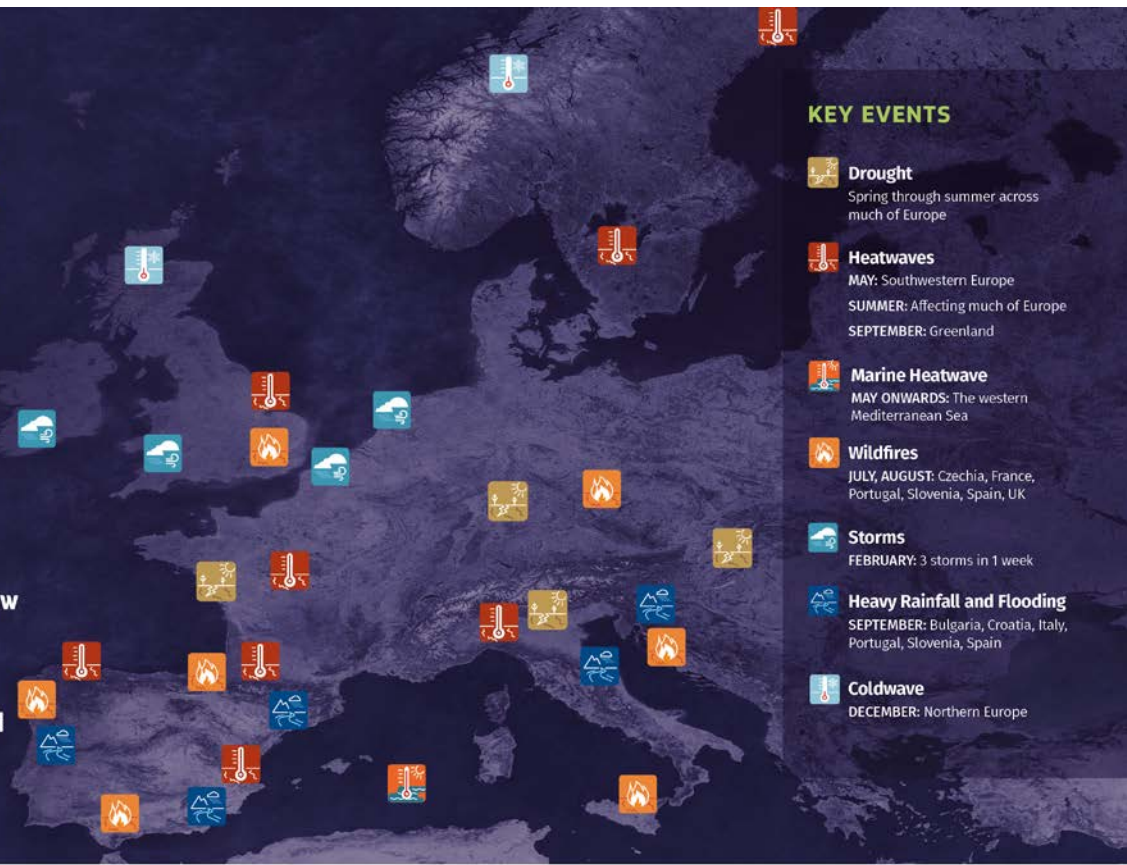 KEY EVENTS
Drought
Spring through summer across
much of Europe
Heatwaves
MAY: Southwestern Europe
SUMMER: Affecting much of Europe
SEPTEMBER: Greenland
Marine Heatwave
MAY ONWARDS: The western
Mediterranean Sea
Wildfires
JULY, AUGUST: Czechia, France,
Portugal, Slovenia, Spain, UK
Storms
FEBRUARY: 3 storms in 1 week
Heavy Rainfall and Flooding
SEPTEMBER: Bulgaria, Croatia, Italy,
Portugal, Slovenia, Spain
Coldwave
DECEMBER: Northern Europe